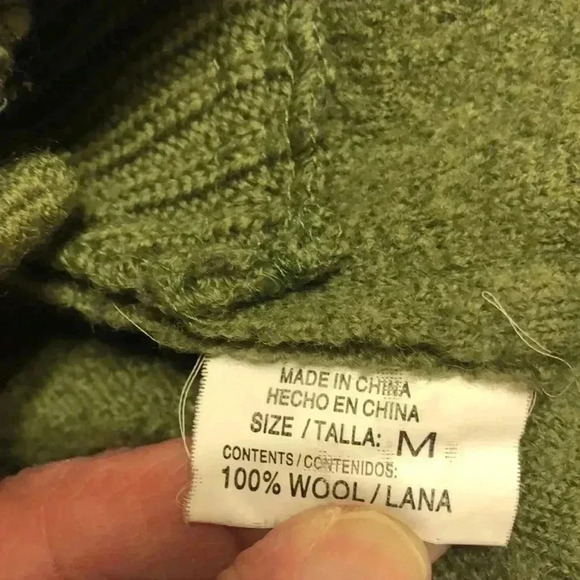 MADE IN CHINA
HECHO EN CHINA
SIZE / TALLA: M
CONTENTS / CONTENIDOS:
100% WOOL / LANA